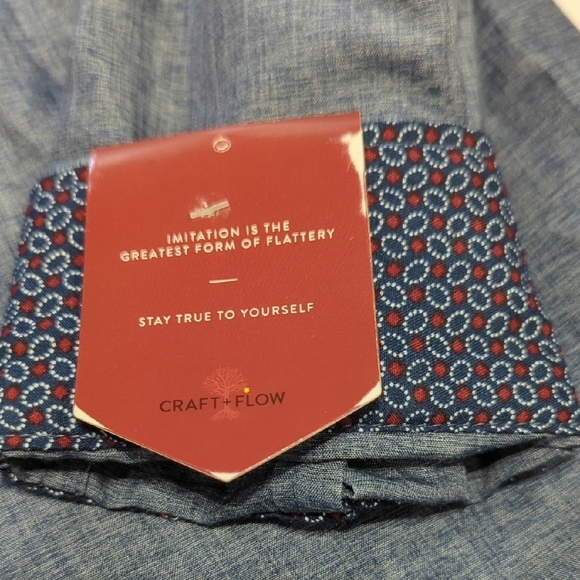 IMITATION IS THE
GREATEST FORM OF FLATTERY
STAY TRUE TO YOURSELF
CRAFT+FLOW